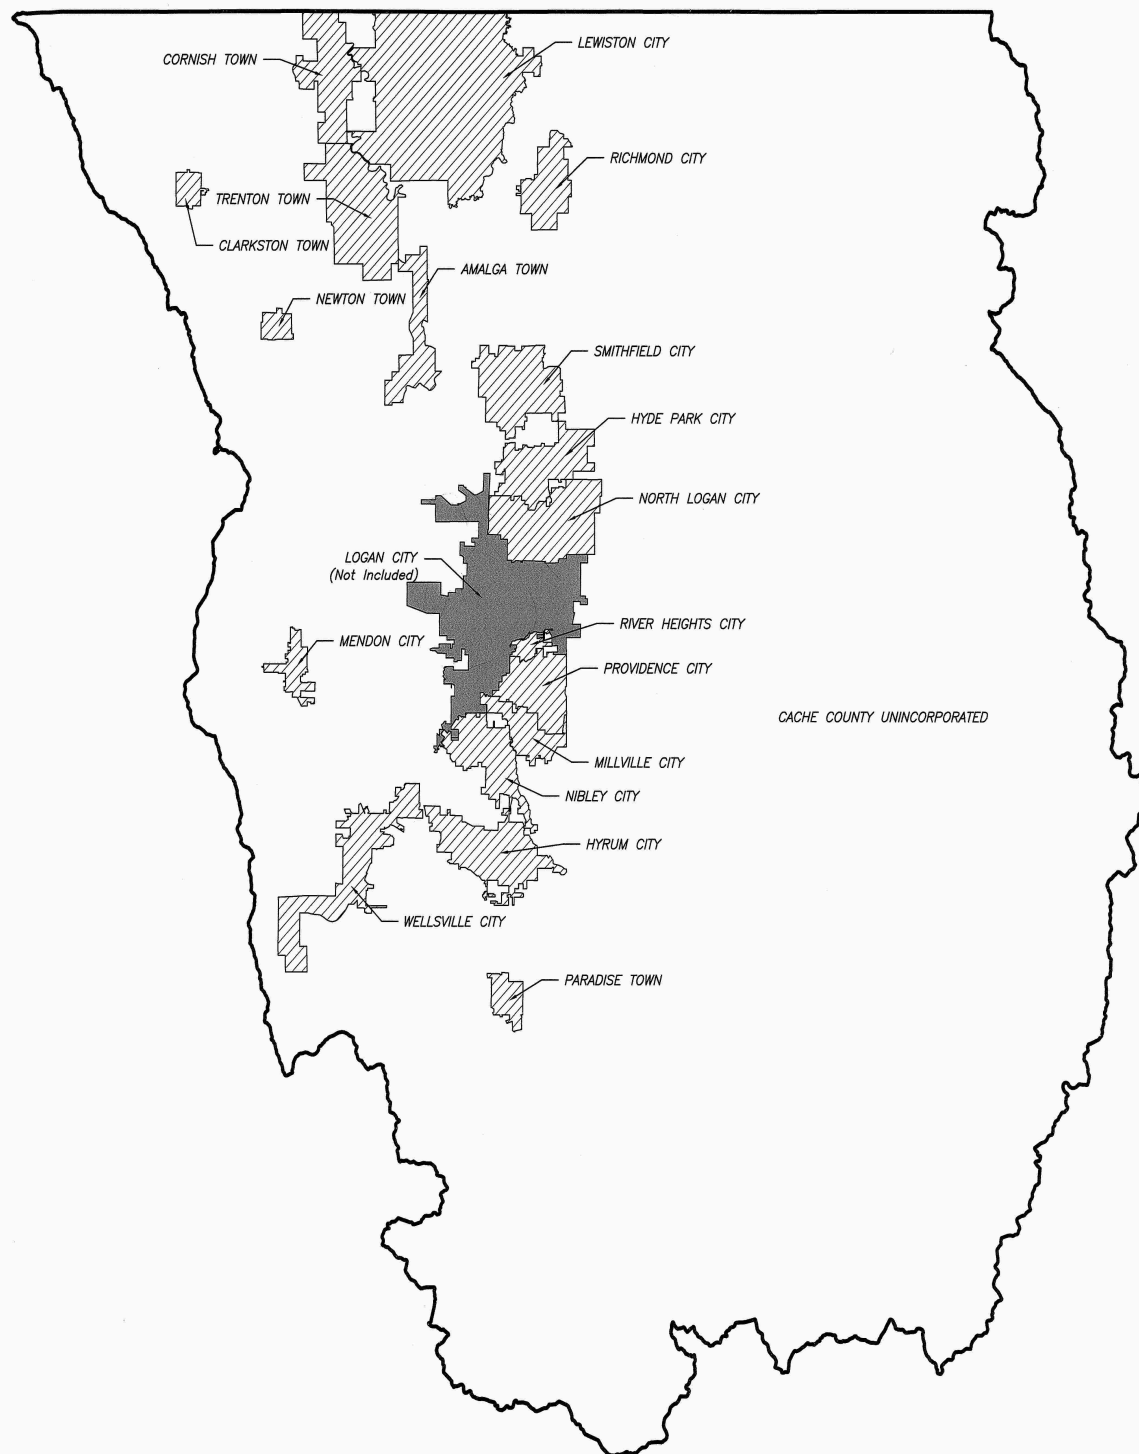 LEWISTON CITY
CORNISH TOWN
RICHMOND CITY
TRENTON TOWN
CLARKSTON TOWN
AMALGA TOWN
NEWTON TOWN
SMITHFIELD CITY
HYDE PARK CITY
NORTH LOGAN CITY
LOGAN CITY
(Not Included)
RIVER HEIGHTS CITY
MENDON CITY
PROVIDENCE CITY
CACHE COUNTY UNINCORPORATED
MILLVILLE CITY
NIBLEY CITY
HYRUM CITY
WELLSVILLE CITY
PARADISE TOWN